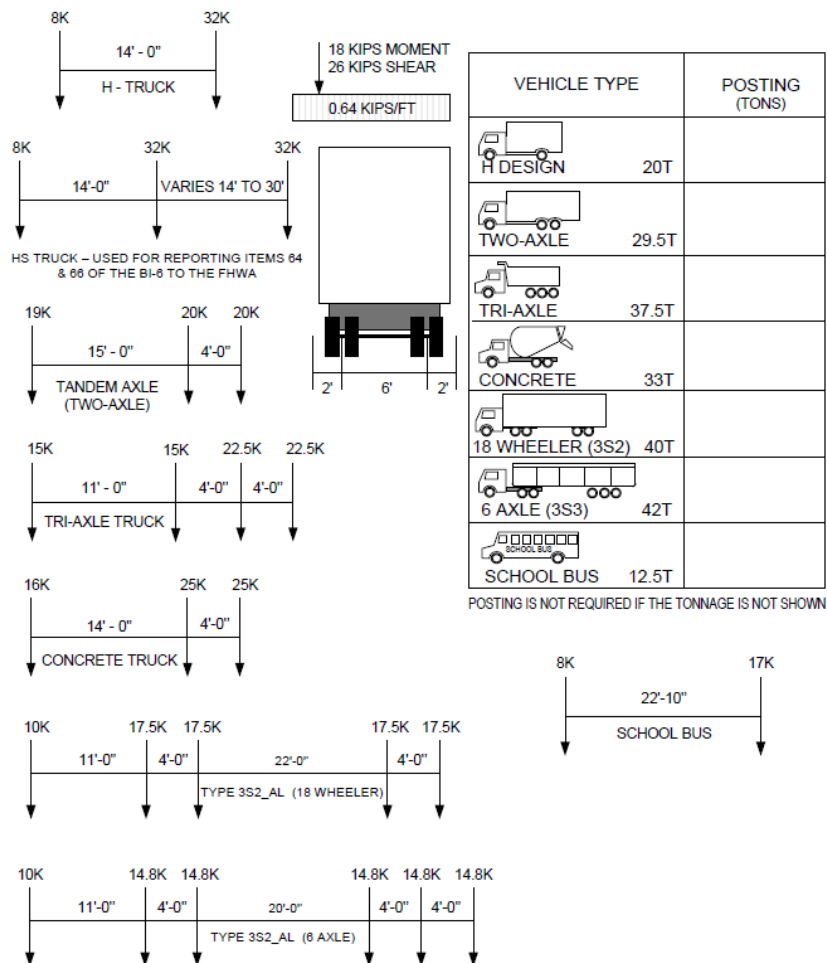 8K 32K
14' - 0"
H - TRUCK
18 KIPS MOMENT
26 KIPS SHEAR
0.64 KIPS/FT
8K 32K 32K
14'-0" VARIES 14' TO 30'
HS TRUCK – USED FOR REPORTING ITEMS 64
& 66 OF THE BI-6 TO THE FHWA
19K 20K 20K
15' - 0" 4'-0"
TANDEM AXLE
(TWO-AXLE)
2' 6' 2'
15K 15K 22.5K 22.5K
11' - 0" 4'-0" 4'-0"
TRI-AXLE TRUCK
16K 25K 25K
14' - 0" 4'-0"
CONCRETE TRUCK
10K 17.5K 17.5K 17.5K 17.5K
11'-0" 4'-0" 22'-0" 4'-0"
TYPE 3S2_AL (18 WHEELER)
10K 14.8K 14.8K 14.8K 14.8K 14.8K
11'-0" 4'-0" 20'-0" 4'-0" 4'-0"
TYPE 3S2_AL (6 AXLE)
VEHICLE TYPE POSTING
(TONS)
H DESIGN 20T
TWO-AXLE 29.5T
TRI-AXLE 37.5T
CONCRETE 33T
18 WHEELER (3S2) 40T
6 AXLE (3S3) 42T
SCHOOL BUS
SCHOOL BUS 12.5T
POSTING IS NOT REQUIRED IF THE TONNAGE IS NOT SHOWN
8K 17K
22'-10"
SCHOOL BUS